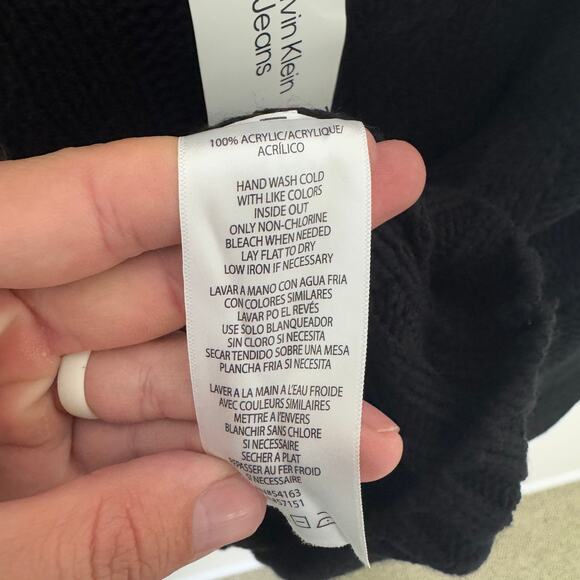 vin Klein
Jeans
100% ACRYLIC/ACRYLIQUE/
ACRÍLICO
HAND WASH COLD
WITH LIKE COLORS
INSIDE OUT
ONLY NON-CHLORINE
BLEACH WHEN NEEDED
LAY FLAT TO DRY
LOW IRON IF NECESSARY
LAVAR A MANO CON AGUA FRIA
CON COLORES SIMILARES
LAVAR PO EL REVÉS
USE SOLO BLANQUEADOR
SIN CLORO SI NECESITA
SECAR TENDIDO SOBRE UNA MESA
PLANCHA FRIA SI NECESITA
LAVER A LA MAIN A L'EAU FROIDE
AVEC COULEURS SIMILAIRES
METTRE A l'ENVERS
BLANCHIR SANS CHLORE
SI NECESSAIRE
SECHER A PLAT
REPASSER AU FER FROID
SI NECESSAIRE
#54163
#57151